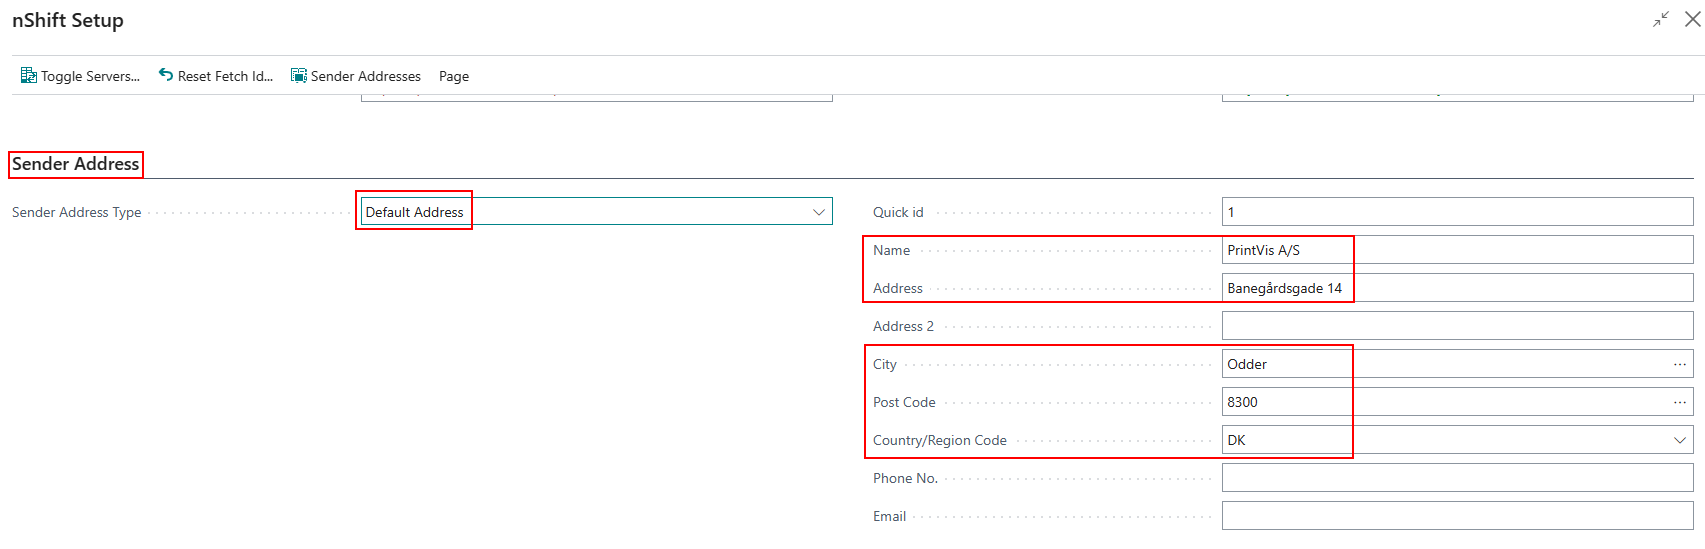 nShift Setup
Toggle Servers... Reset Fetch Id... Sender Addresses Page
Sender Address
Sender Address Type Default Address
Quick id 1
Name PrintVis A/S
Address Banegårdsgade 14
Address 2
City Odder
Post Code 8300
Country/Region Code DK
Phone No.
Email